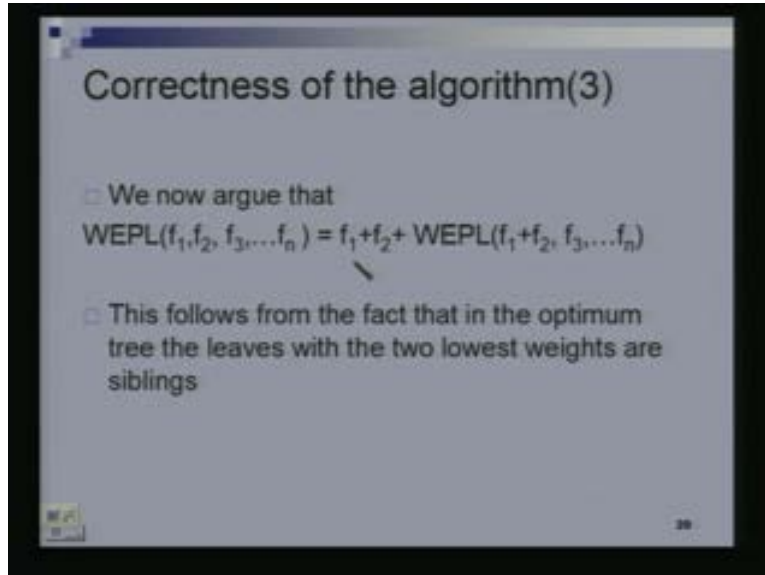 Correctness of the algorithm(3)
We now argue that
WEPL(f₁,f₂, f₃,…fₙ ) = f₁+f₂+ WEPL(f₁+f₂, f₃,…fₙ)
This follows from the fact that in the optimum
tree the leaves with the two lowest weights are
siblings